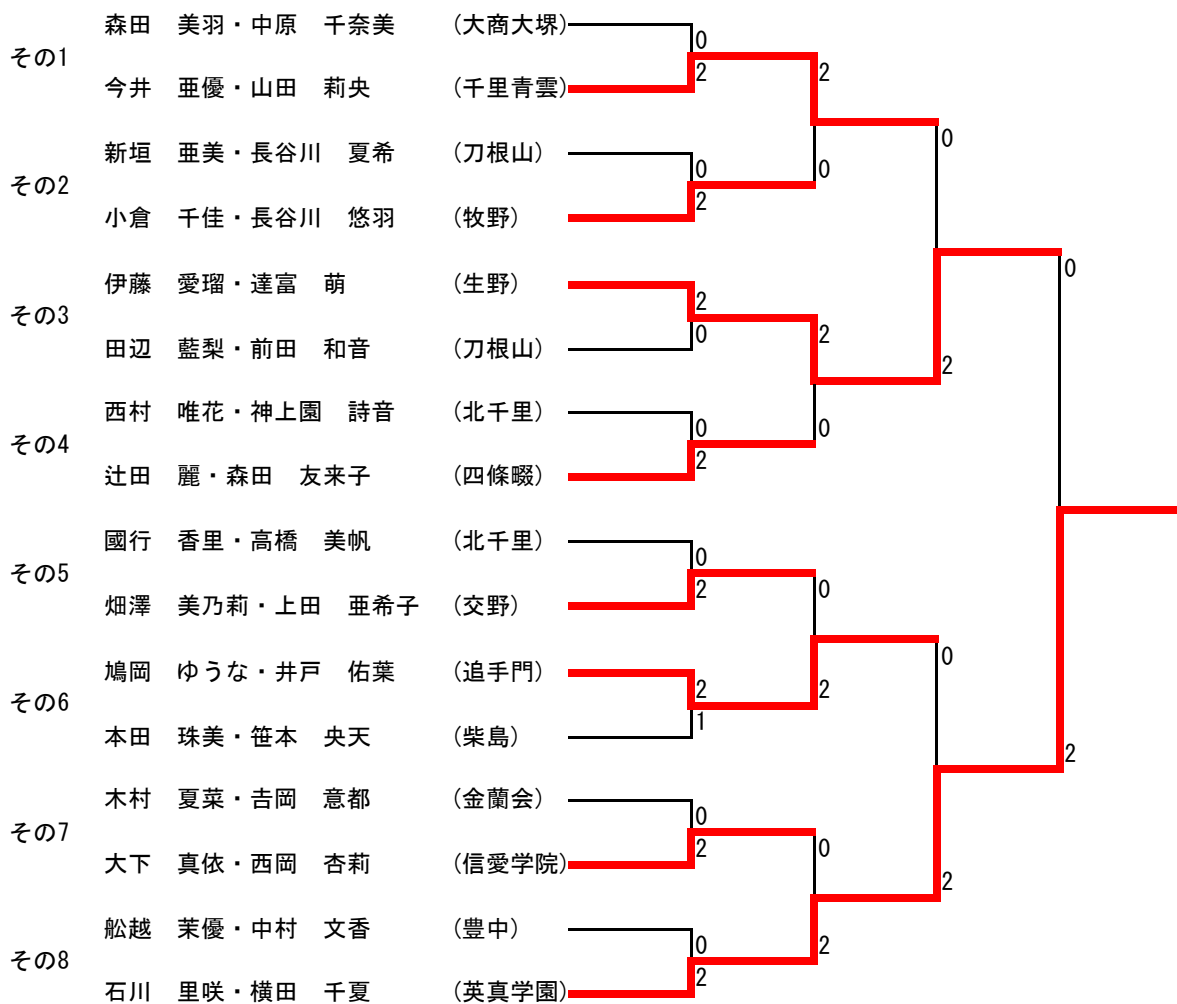 森田　美羽・中原　千奈美　(大商大堺)
0
その1
2
2
今井　亜優・山田　莉央　(千里青雲)
0
新垣　亜美・長谷川　夏希　(刀根山)
0
0
その2
2
小倉　千佳・長谷川　悠羽　(牧野)
0
伊藤　愛瑠・達富　萌　(生野)
2
その3
0
2
田辺　藍梨・前田　和音　(刀根山)
2
西村　唯花・神上園　詩音　(北千里)
0
0
その4
2
辻田　麗・森田　友来子　(四條畷)
國行　香里・高橋　美帆　(北千里)
0
その5
2
0
畑澤　美乃莉・上田　亜希子　(交野)
0
鳩岡　ゆうな・井戸　佑葉　(追手門)
2
2
その6
1
本田　珠美・笹本　央天　(柴島)
2
木村　夏菜・𠮷岡　意都　(金蘭会)
0
その7
2
0
大下　真依・西岡　杏莉　(信愛学院)
2
舩越　茉優・中村　文香　(豊中)
0
2
その8
2
石川　里咲・横田　千夏　(英真学園)